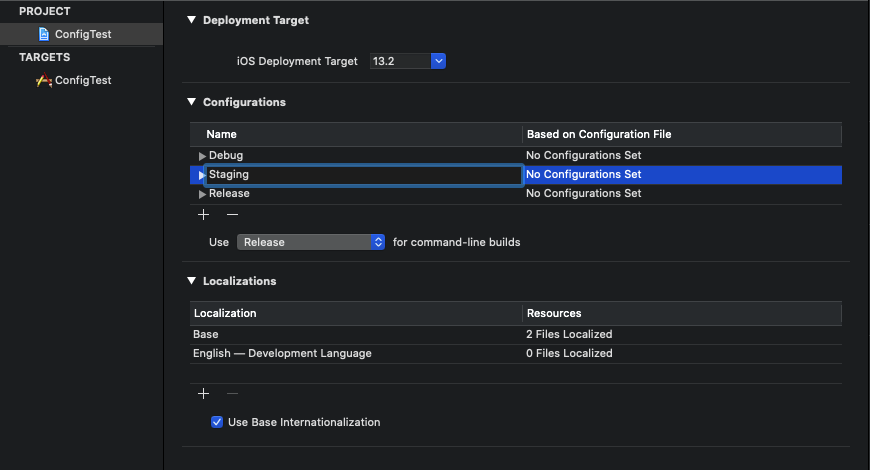 PROJECT
ConfigTest
TARGETS
ConfigTest
Deployment Target
iOS Deployment Target 13.2
Configurations
Name Based on Configuration File
Debug No Configurations Set
Staging No Configurations Set
Release No Configurations Set
Use Release for command-line builds
Localizations
Localization Resources
Base 2 Files Localized
English — Development Language 0 Files Localized
Use Base Internationalization